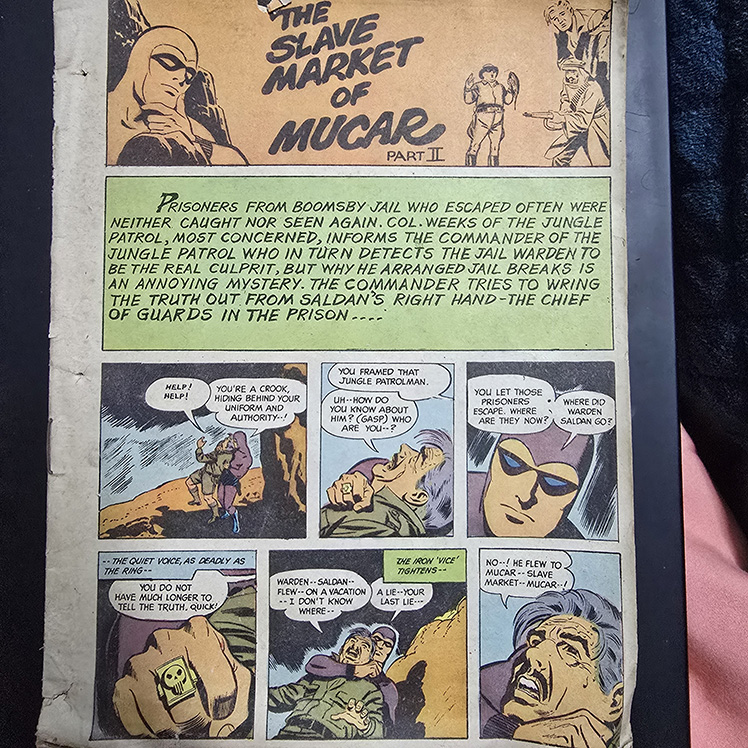 THE
SLAVE
MARKET
OF
MUCAR
PART II
PRISONERS FROM BOOMSBY JAIL WHO ESCAPED OFTEN WERE
NEITHER CAUGHT NOR SEEN AGAIN. COL. WEEKS OF THE JUNGLE
PATROL, MOST CONCERNED, INFORMS THE COMMANDER OF THE
JUNGLE PATROL WHO IN TURN DETECTS THE JAIL WARDEN TO
BE THE REAL CULPRIT, BUT WHY HE ARRANGED JAIL BREAKS IS
AN ANNOYING MYSTERY. THE COMMANDER TRIES TO WRING
THE TRUTH OUT FROM SALDAN'S RIGHT HAND-THE CHIEF
OF GUARDS IN THE PRISON----
HELP!
HELP!
YOU'RE A CROOK,
HIDING BEHIND YOUR
UNIFORM AND
AUTHORITY--!
YOU FRAMED THAT
JUNGLE PATROLMAN.
UH--HOW DO
YOU KNOW ABOUT
HIM? (GASP) WHO
ARE YOU--?
YOU LET THOSE
PRISONERS
ESCAPE. WHERE
ARE THEY NOW?
WHERE DID
WARDEN
SALDAN GO?
--THE QUIET VOICE, AS DEADLY AS
THE RING--
YOU DO NOT
HAVE MUCH LONGER TO
TELL THE TRUTH. QUICK!
WARDEN--SALDAN--
FLEW--ON A VACATION
--I DON'T KNOW
WHERE--
THE IRON 'VICE'
TIGHTENS--
A LIE--YOUR
LAST LIE---
NO--! HE FLEW TO
MUCAR--SLAVE
MARKET--MUCAR--!